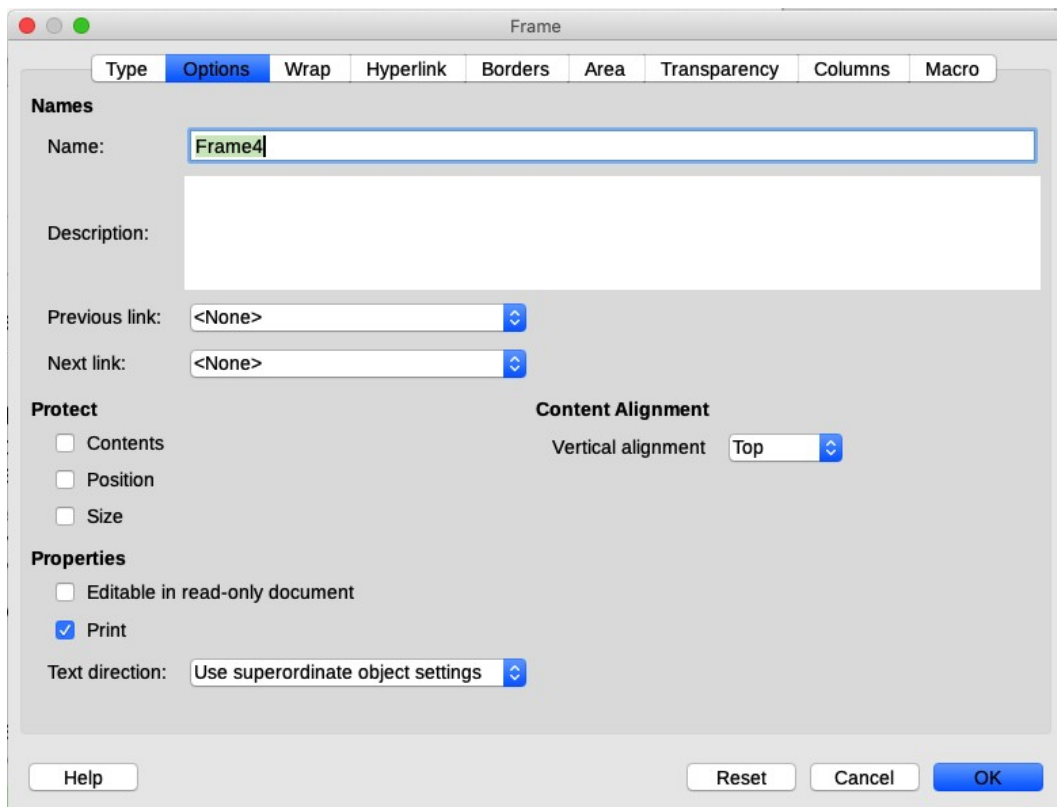 Frame
Type Options Wrap Hyperlink Borders Area Transparency Columns Macro
Names
Name: Frame4
Description:
Previous link: <None>
Next link: <None>
Protect Content Alignment
Contents Vertical alignment Top
Position
Size
Properties
Editable in read-only document
Print
Text direction: Use superordinate object settings
Help Reset Cancel OK